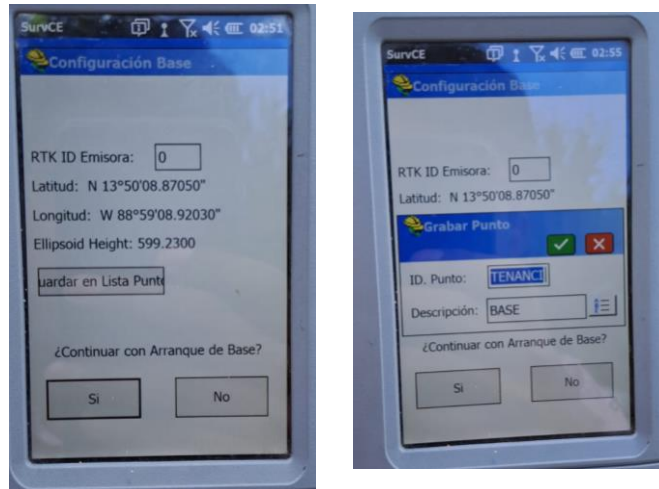 SurvCE 02:51
Configuración Base
RTK ID Emisora: 0
Latitud: N 13°50'08.87050"
Longitud: W 88°59'08.92030"
Ellipsoid Height: 599.2300
uardar en Lista Punt
¿Continuar con Arranque de Base?
Si No
SurvCE 02:55
Configuración Base
RTK ID Emisora: 0
Latitud: N 13°50'08.87050"
Grabar Punto
ID. Punto: TENANCI
Descripción: BASE
¿Continuar con Arranque de Base?
Si No